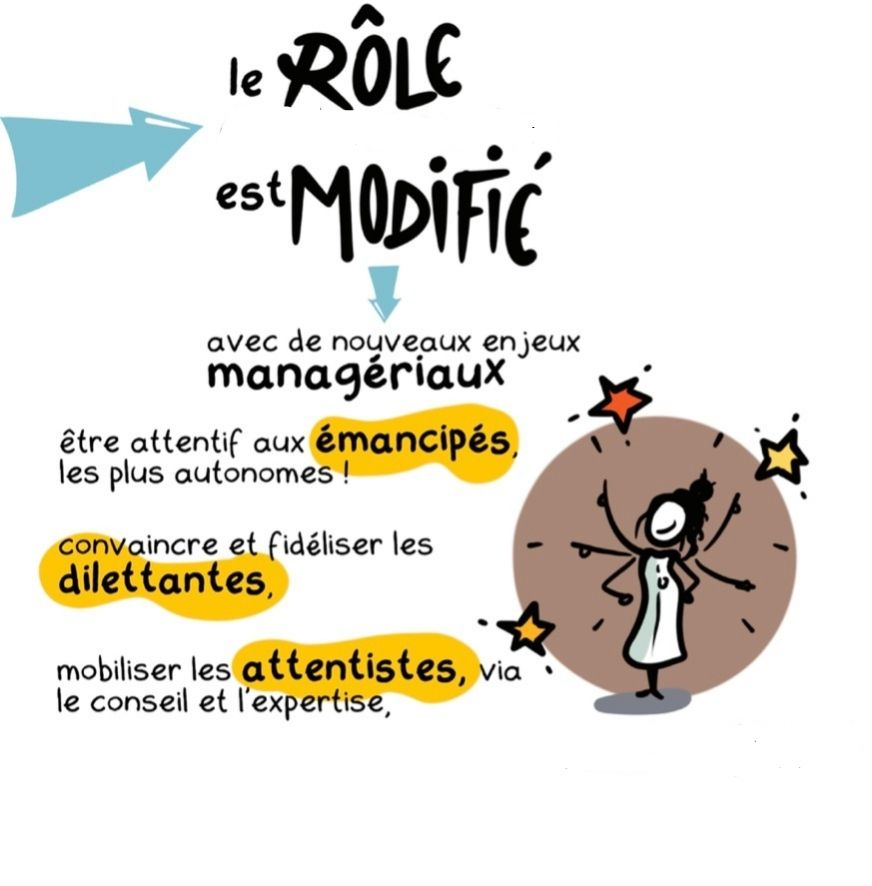 le RÔLE
est MODIFIÉ
avec de nouveaux enjeux
managériaux
être attentif aux émancipés,
les plus autonomes !
convaincre et fidéliser les
dilettantes,
mobiliser les attentistes, via
le conseil et l'expertise,